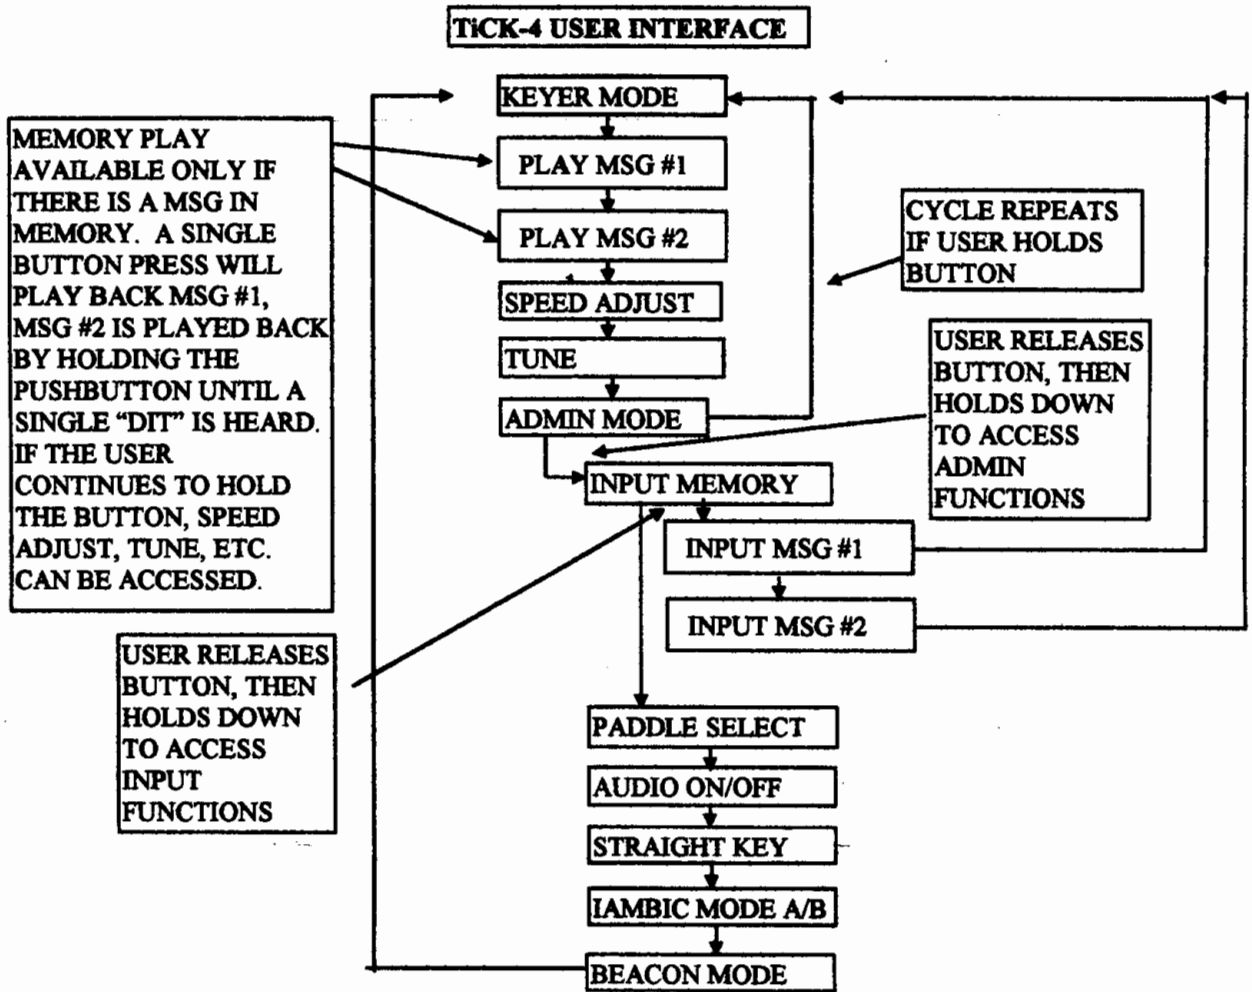 TiCK-4 USER INTERFACE
KEYER MODE
PLAY MSG #1
PLAY MSG #2
SPEED ADJUST
TUNE
ADMIN MODE
INPUT MEMORY
INPUT MSG #1
INPUT MSG #2
PADDLE SELECT
AUDIO ON/OFF
STRAIGHT KEY
IAMBIC MODE A/B
BEACON MODE
MEMORY PLAY
AVAILABLE ONLY IF
THERE IS A MSG IN
MEMORY. A SINGLE
BUTTON PRESS WILL
PLAY BACK MSG #1,
MSG #2 IS PLAYED BACK
BY HOLDING THE
PUSHBUTTON UNTIL A
SINGLE “DIT” IS HEARD.
IF THE USER
CONTINUES TO HOLD
THE BUTTON, SPEED
ADJUST, TUNE, ETC.
CAN BE ACCESSED.
CYCLE REPEATS
IF USER HOLDS
BUTTON
USER RELEASES
BUTTON, THEN
HOLDS DOWN
TO ACCESS
ADMIN
FUNCTIONS
USER RELEASES
BUTTON, THEN
HOLDS DOWN
TO ACCESS
INPUT
FUNCTIONS